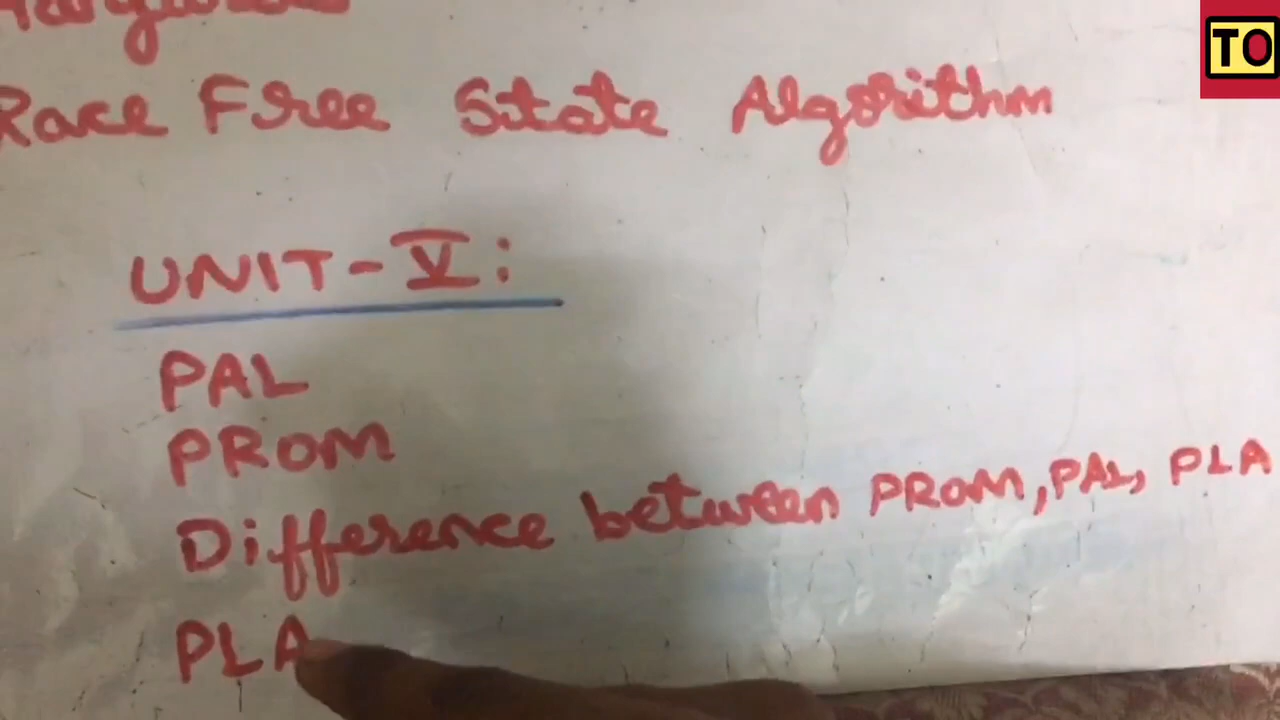 TO
Race Free State Algorithm
UNIT-V:
PAL
PROM
Difference between PROM, PAL, PLA
PLA